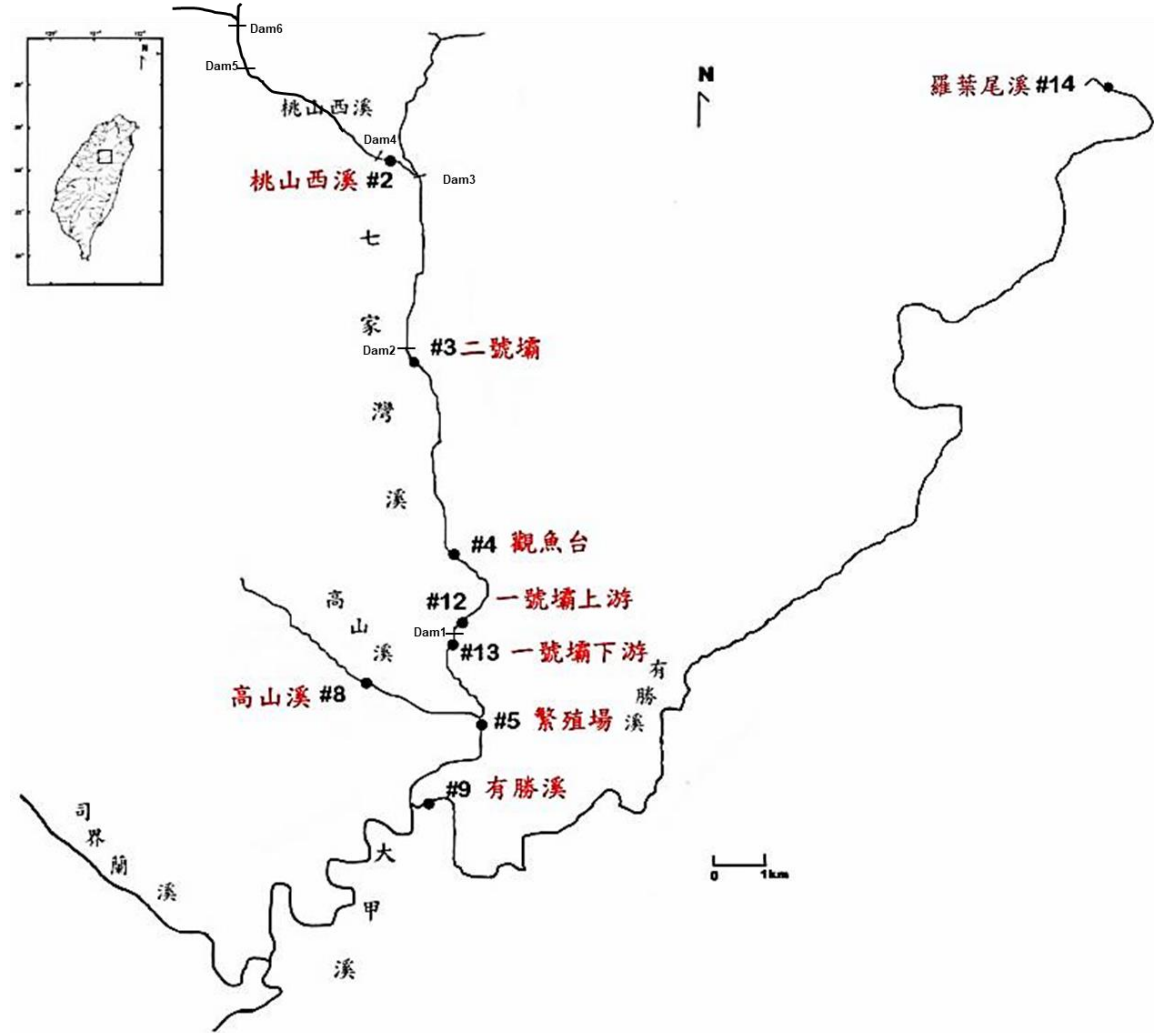 Dam6
Dam5
桃山西溪
Dam4
桃山西溪 #2
Dam3
N
N
羅葉尾溪 #14
七家灣溪
Dam2
#3 二號壩
#4 觀魚台
#12 一號壩上游
Dam1
#13 一號壩下游
高山溪
高山溪 #8
#5 繁殖場
有勝溪
#9 有勝溪
司界蘭溪
大甲溪
0 1km